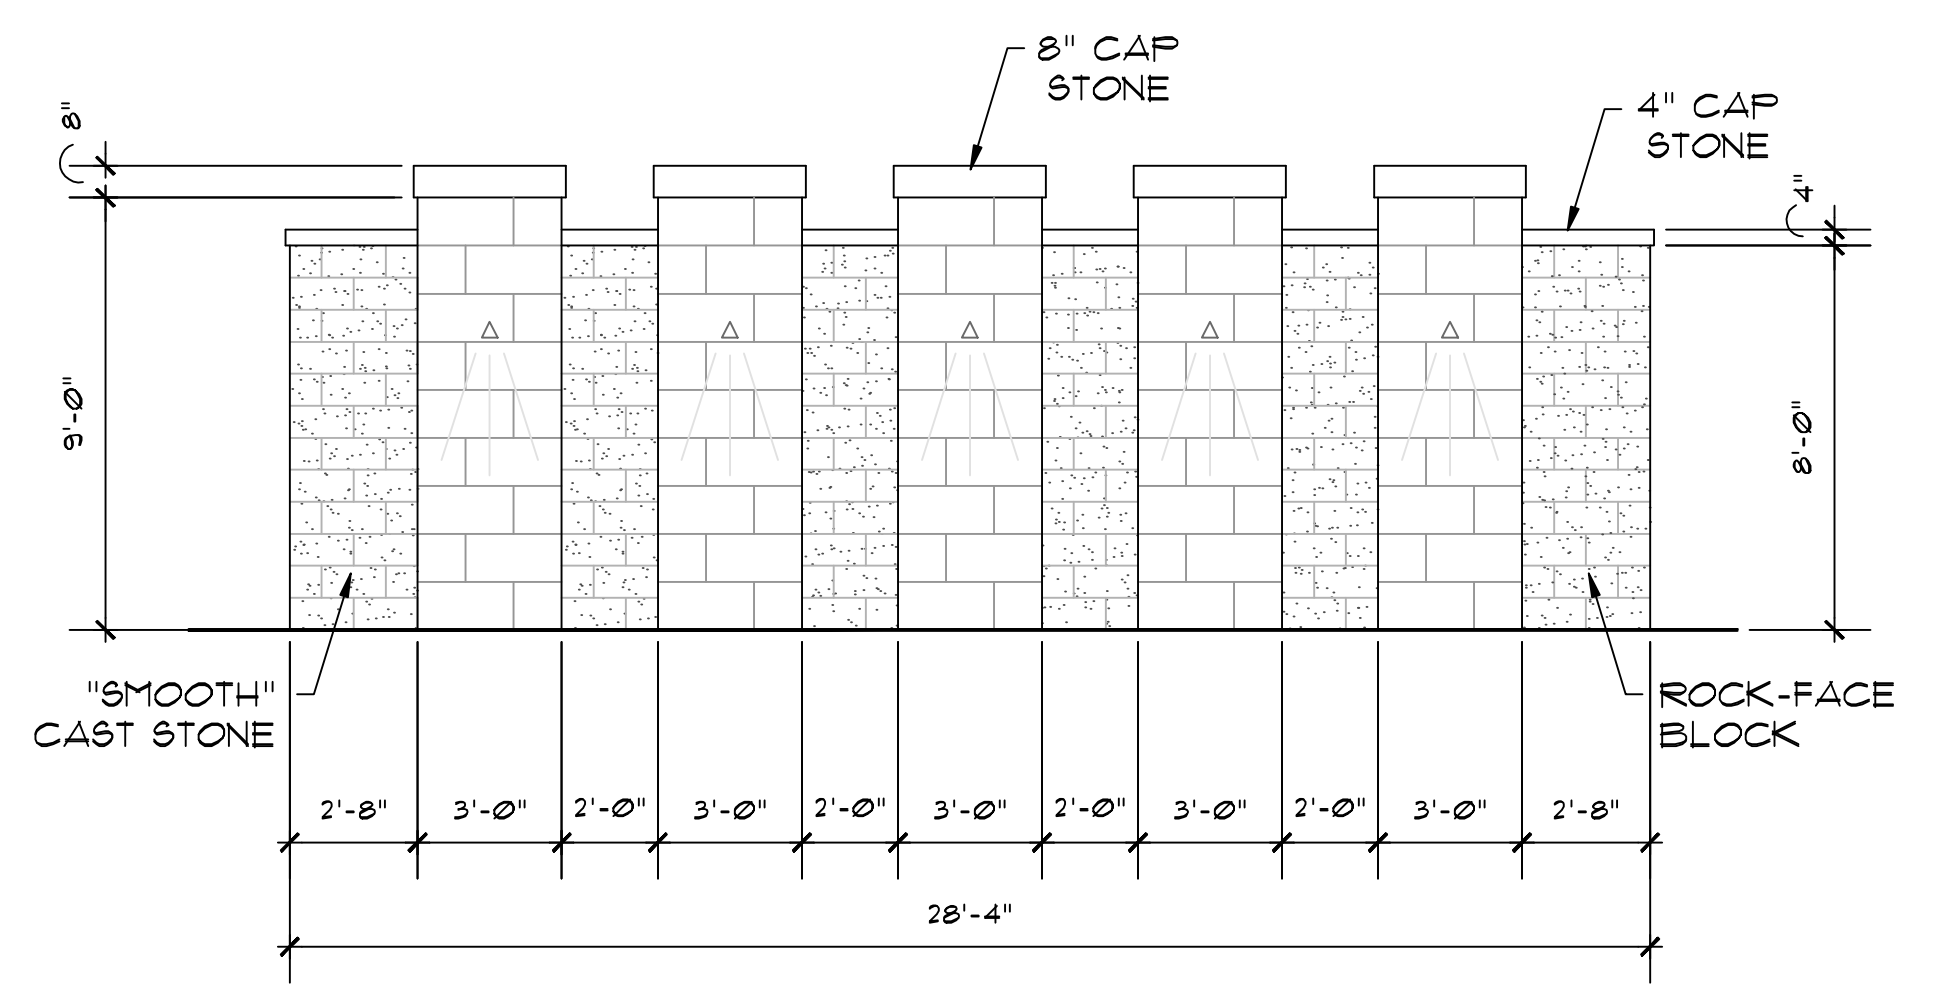 8" CAP
STONE
4" CAP
STONE
8"
4"
9'-0"
8'-0"
"SMOOTH"
CAST STONE
ROCK-FACE
BLOCK
2'-8" 3'-0" 2'-0" 3'-0" 2'-0" 3'-0" 2'-0" 3'-0" 2'-0" 3'-0" 2'-8"
28'-4"